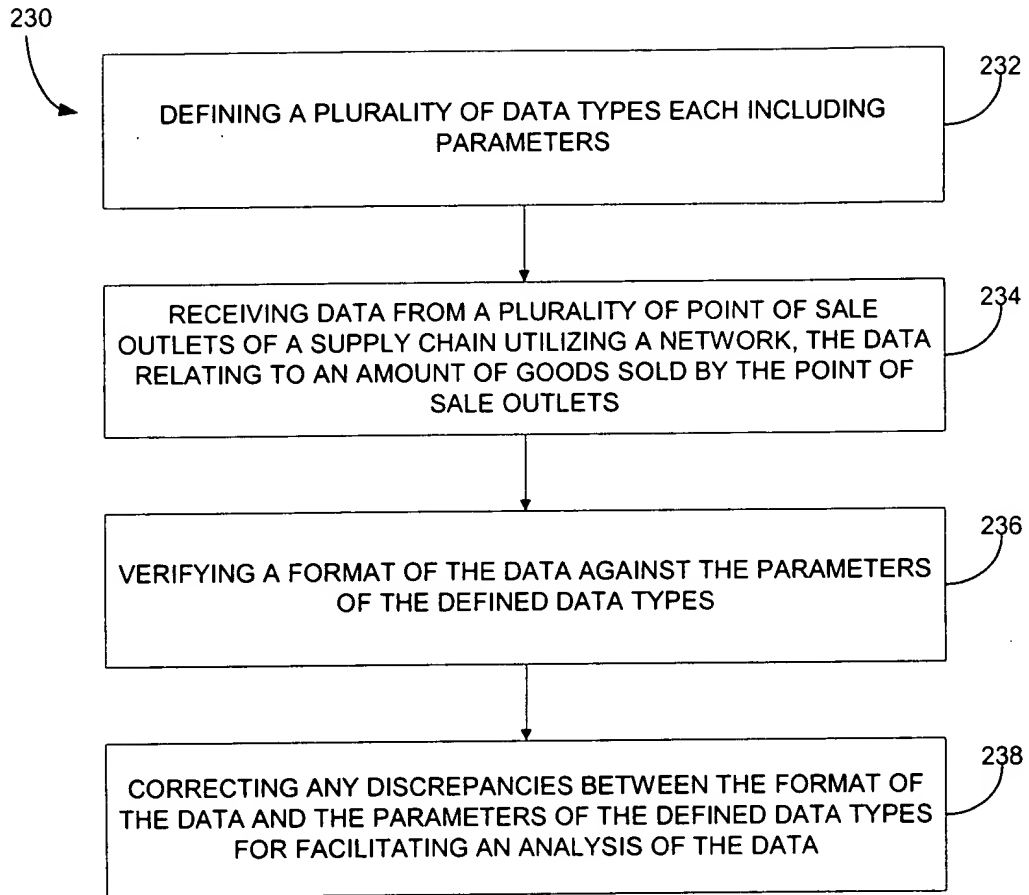 230
232
DEFINING A PLURALITY OF DATA TYPES EACH INCLUDING
PARAMETERS
234
RECEIVING DATA FROM A PLURALITY OF POINT OF SALE
OUTLETS OF A SUPPLY CHAIN UTILIZING A NETWORK, THE DATA
RELATING TO AN AMOUNT OF GOODS SOLD BY THE POINT OF
SALE OUTLETS
236
VERIFYING A FORMAT OF THE DATA AGAINST THE PARAMETERS
OF THE DEFINED DATA TYPES
238
CORRECTING ANY DISCREPANCIES BETWEEN THE FORMAT OF
THE DATA AND THE PARAMETERS OF THE DEFINED DATA TYPES
FOR FACILITATING AN ANALYSIS OF THE DATA